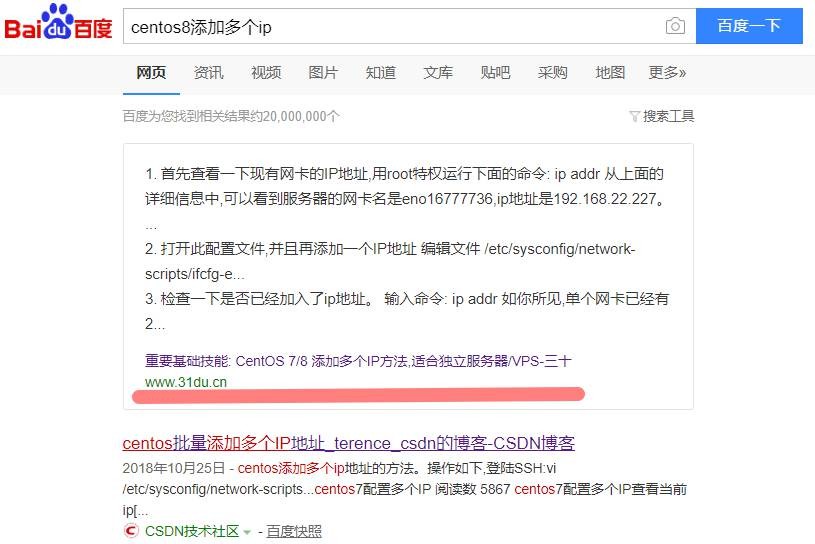 Bai du 百度 centos8添加多个ip 百度一下
网页 资讯 视频 图片 知道 文库 贴吧 采购 地图 更多»
百度为您找到相关结果约20,000,000个 搜索工具
1. 首先查看一下现有网卡的IP地址,用root特权运行下面的命令: ip addr 从上面的
详细信息中,可以看到服务器的网卡名是eno16777736,ip地址是192.168.22.227。
...
2. 打开此配置文件,并且再添加一个IP地址 编辑文件 /etc/sysconfig/network-
scripts/ifcfg-e...
3. 检查一下是否已经加入了ip地址。 输入命令: ip addr 如你所见,单个网卡已经有
2...
重要基础技能: CentOS 7/8 添加多个IP方法,适合独立服务器/VPS-三十
www.31du.cn
centos批量添加多个IP地址_terence_csdn的博客-CSDN博客
2018年10月25日 - centos添加多个ip地址的方法。操作如下,登陆SSH:vi
/etc/sysconfig/network-scripts...centos7配置多个IP 阅读数 5867 centos7配置多个IP查看当前
ip[...
C CSDN技术社区 - 百度快照